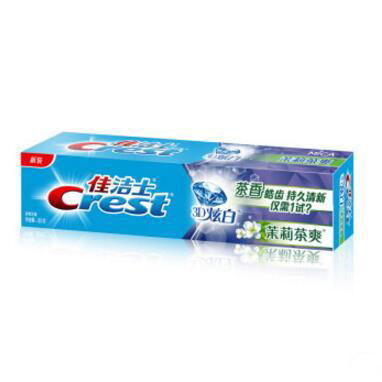 新装
佳洁士
Crest
3D炫白
茶香 皓齿 持久清新
仅需1试?
茉莉茶爽